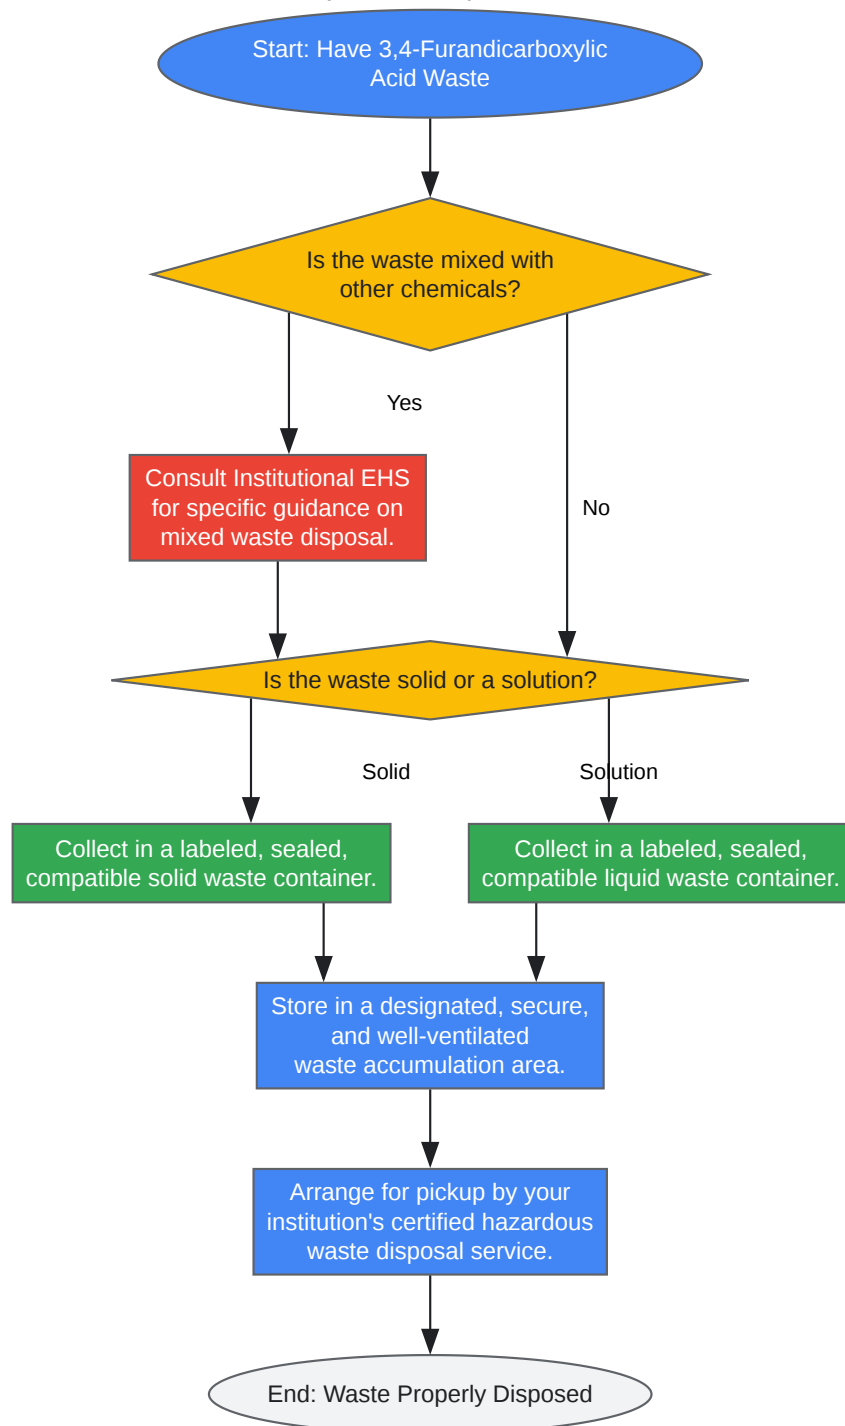 Start: Have 3,4-Furandicarboxylic
Acid Waste
Is the waste mixed with
other chemicals?
Yes
Consult Institutional EHS
for specific guidance on
mixed waste disposal.
No
Is the waste solid or a solution?
Solid
Solution
Collect in a labeled, sealed,
compatible solid waste container.
Collect in a labeled, sealed,
compatible liquid waste container.
Store in a designated, secure,
and well-ventilated
waste accumulation area.
Arrange for pickup by your
institution's certified hazardous
waste disposal service.
End: Waste Properly Disposed